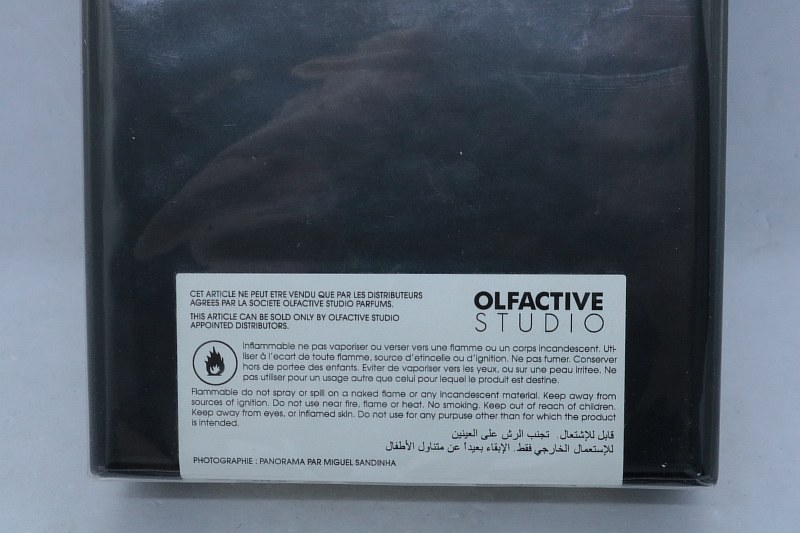 CET ARTICLE NE PEUT ETRE VENDU QUE PAR LES DISTRIBUTEURS
AGREES PAR LA SOCIETE OLFACTIVE STUDIO PARFUMS.
THIS ARTICLE CAN BE SOLD ONLY BY OLFACTIVE STUDIO
APPOINTED DISTRIBUTORS.
OLFACTIVE
STUDIO
Inflammable ne pas vaporiser ou verser vers une flamme ou un corps incandescent. Uti-
liser à l'ecart de toute flamme, source d'etincelle ou d'ignition. Ne pas fumer. Conserver
hors de portee des enfants. Eviter de vaporiser vers les yeux, ou sur une peau irritee. Ne
pas utiliser pour un usage autre que celui pour lequel le produit est destine.
Flammable do not spray or spill on a naked flame or any incandescent material. Keep away from
sources of ignition. Do not use near fire, flame or heat. No smoking. Keep out of reach of children.
Keep away from eyes, or inflamed skin. Do not use for any purpose other than for which the product
is intended.
قابل للإشتعال. تجنب الرش على العينين
للإستعمال الخارجي فقط. الإبقاء بعيداً عن متناول الأطفال
PHOTOGRAPHIE : PANORAMA PAR MIGUEL SANDINHA